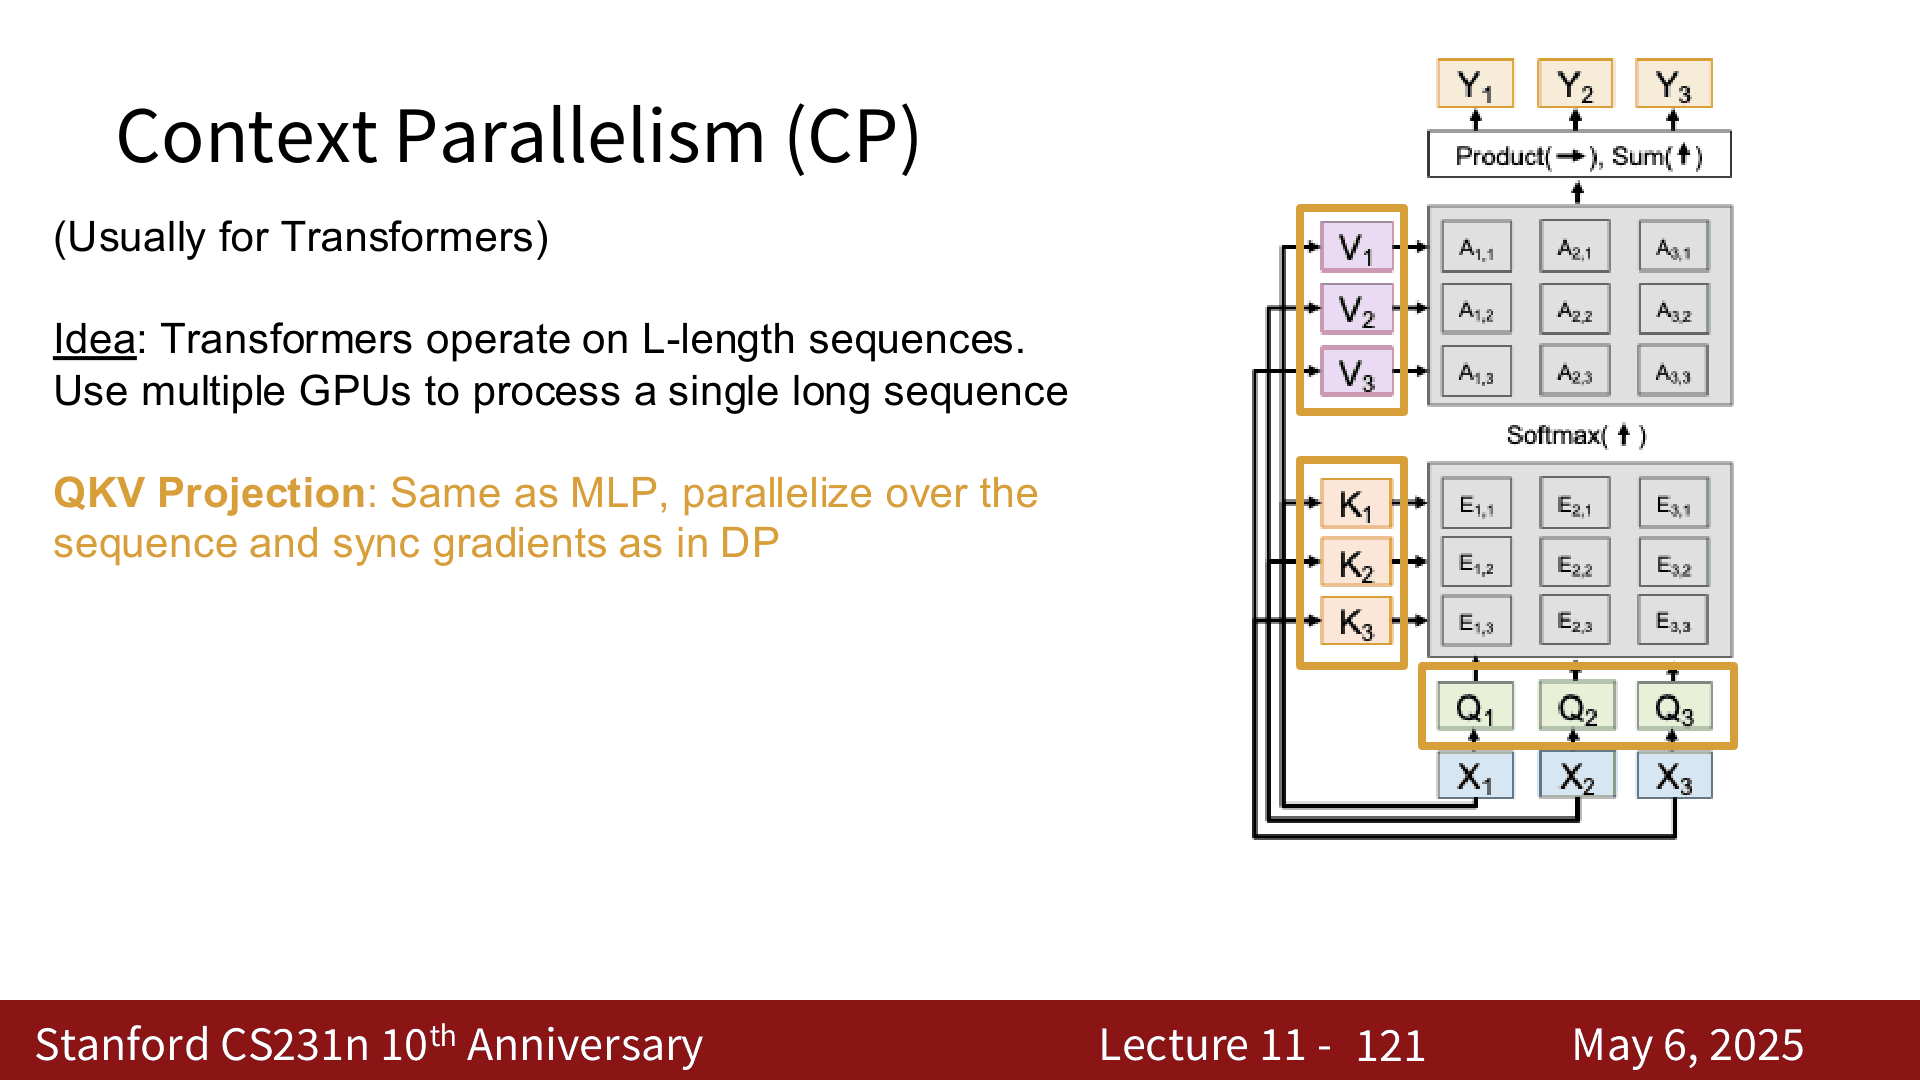 Context Parallelism (CP)
(Usually for Transformers)
Idea: Transformers operate on L-length sequences.
Use multiple GPUs to process a single long sequence
QKV Projection: Same as MLP, parallelize over the
sequence and sync gradients as in DP
Y1 Y2 Y3
Product(→), Sum(↑)
V1 A1,1 A2,1 A3,1
V2 A1,2 A2,2 A3,2
V3 A1,3 A2,3 A3,3
Softmax(↑)
K1 E1,1 E2,1 E3,1
K2 E1,2 E2,2 E3,2
K3 E1,3 E2,3 E3,3
Q1 Q2 Q3
X1 X2 X3
Stanford CS231n 10th Anniversary Lecture 11 - 121 May 6, 2025